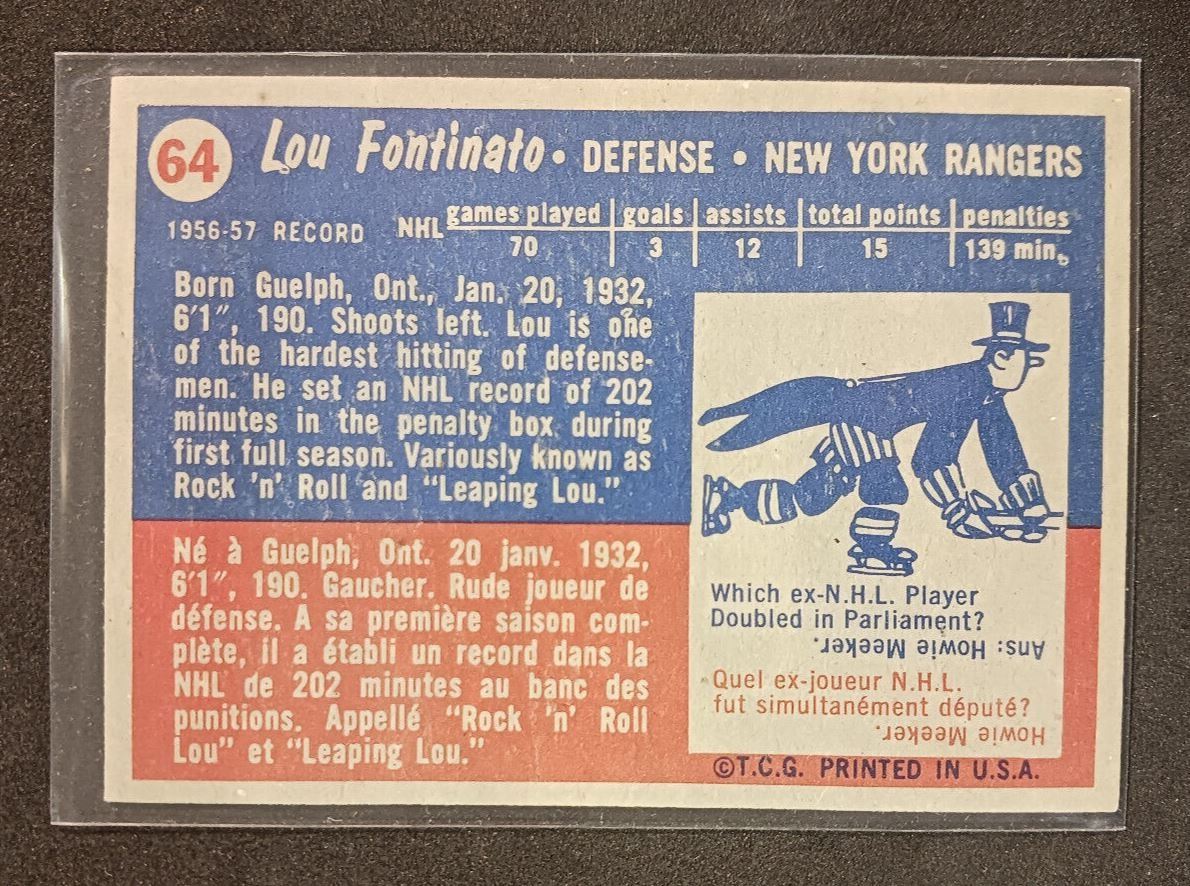 64 Lou Fontinato • DEFENSE • NEW YORK RANGERS
1956-57 RECORD NHL games played goals assists total points penalties
70 3 12 15 139 min.
Born Guelph, Ont., Jan. 20, 1932,
6'1", 190. Shoots left. Lou is one
of the hardest hitting of defense-
men. He set an NHL record of 202
minutes in the penalty box during
first full season. Variously known as
Rock 'n' Roll and "Leaping Lou."
Né à Guelph, Ont. 20 janv. 1932,
6'1", 190. Gaucher. Rude joueur de
défense. A sa première saison com-
plète, il a établi un record dans la
NHL de 202 minutes au banc des
punitions. Appellé "Rock 'n' Roll
Lou" et "Leaping Lou."
Which ex-N.H.L. Player
Doubled in Parliament?
Ans: Howie Meeker.
Quel ex-joueur N.H.L.
fut simultanément député?
Howie Meeker.
©T.C.G. PRINTED IN U.S.A.